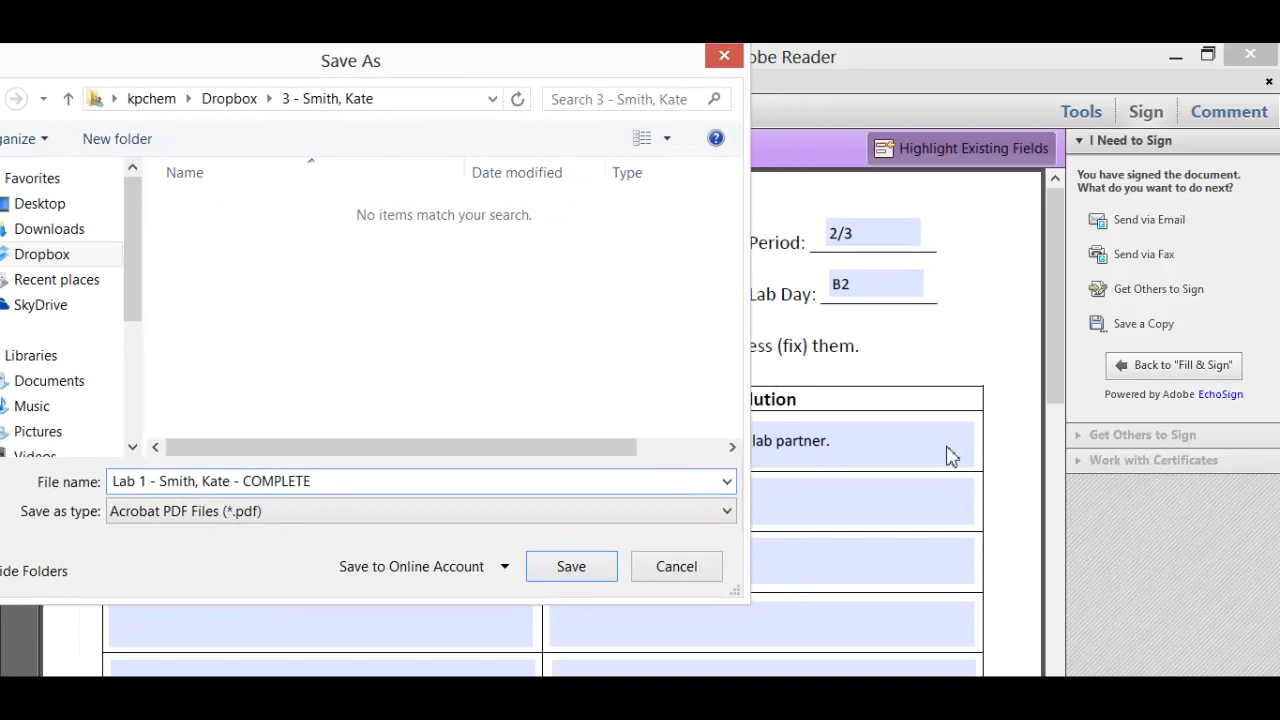 Save As
obe Reader
kpchem
Dropbox
3 - Smith, Kate
Search 3 - Smith, Kate
Tools
Sign
Comment
ganize
New folder
Highlight Existing Fields
I Need to Sign
Favorites
Desktop
Downloads
Dropbox
Recent places
SkyDrive
Libraries
Documents
Music
Pictures
Videos
Name
Date modified
Type
No items match your search.
File name:
Lab 1 - Smith, Kate - COMPLETE
Save as type:
Acrobat PDF Files (*.pdf)
ide Folders
Save to Online Account
Save
Cancel
Period:
2/3
Lab Day:
B2
ess (fix) them.
lution
lab partner.
You have signed the document.
What do you want to do next?
Send via Email
Send via Fax
Get Others to Sign
Save a Copy
Back to "Fill & Sign"
Powered by Adobe EchoSign
Get Others to Sign
Work with Certificates